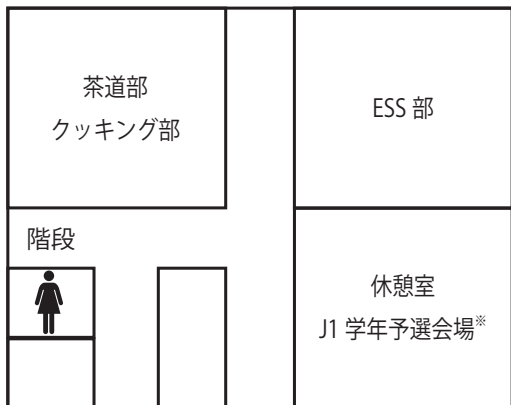 茶道部
クッキング部
ESS 部
階段
休憩室
J1 学年予選会場※